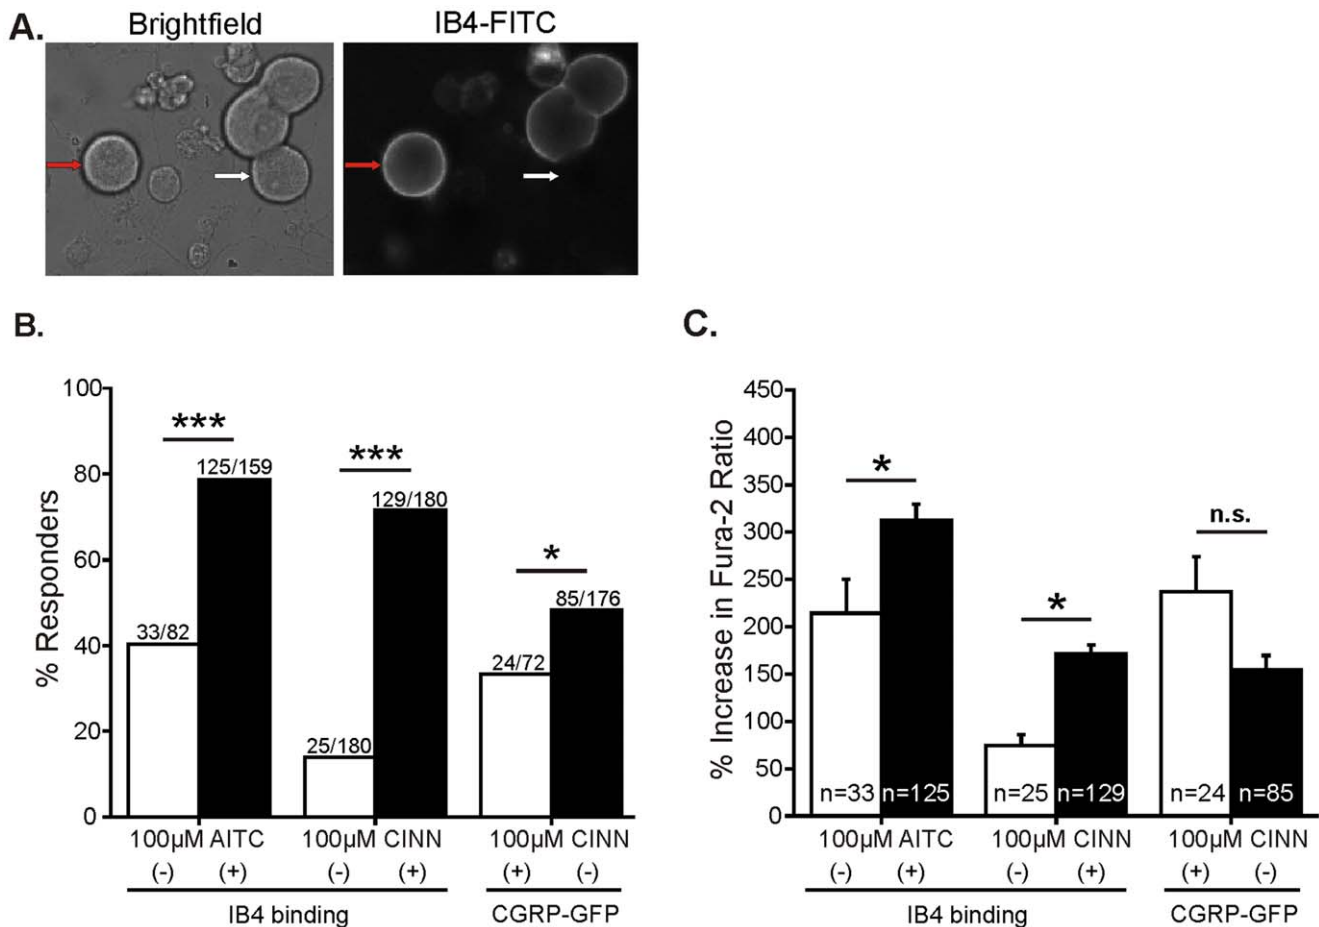 A.
Brightfield
IB4-FITC
B.
100
80
60
40
20
0
% Responders
***
***
*
33/82
125/159
25/180
129/180
24/72
85/176
100µM AITC
100µM CINN
100µM CINN
(-)
(+)
(-)
(+)
(+)
(-)
IB4 binding
CGRP-GFP
C.
450
400
350
300
250
200
150
100
50
0
% Increase in Fura-2 Ratio
*
*
n.s.
n=33
n=125
n=25
n=129
n=24
n=85
100µM AITC
100µM CINN
100µM CINN
(-)
(+)
(-)
(+)
(+)
(-)
IB4 binding
CGRP-GFP